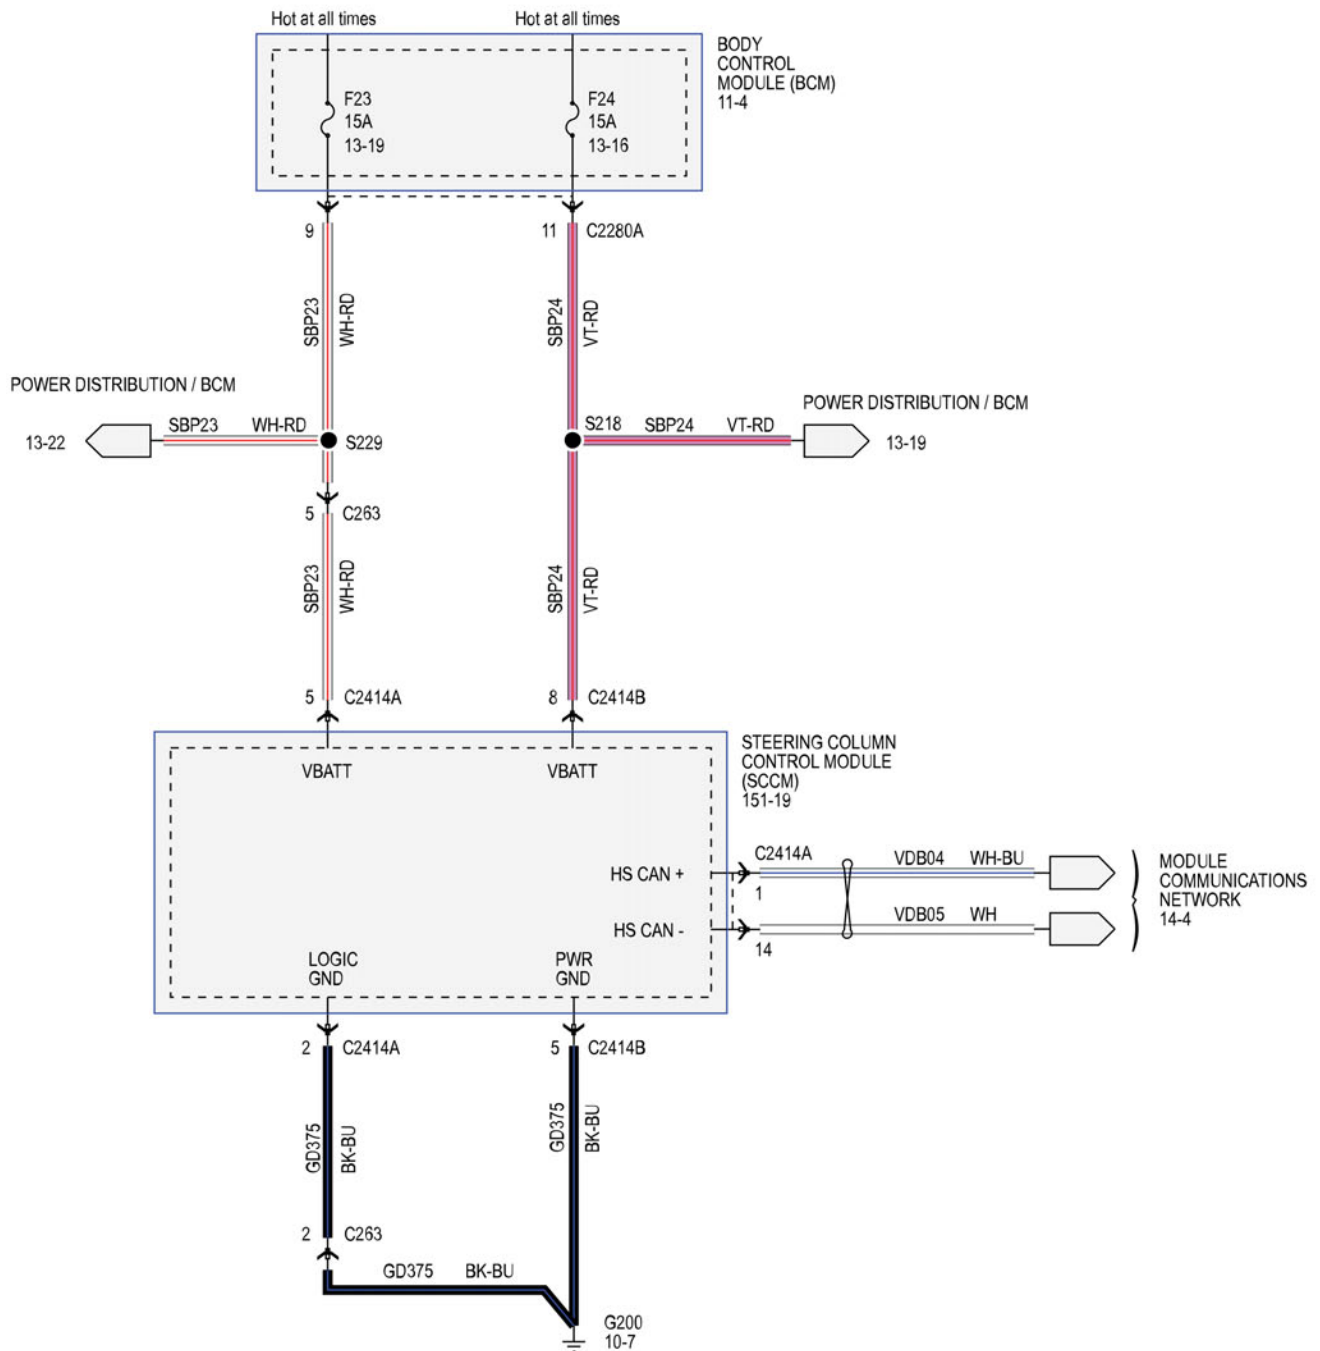 Hot at all times
Hot at all times
BODY
CONTROL
MODULE (BCM)
11-4
F23
15A
13-19
F24
15A
13-16
9
11
C2280A
SBP23
WH-RD
SBP24
VT-RD
POWER DISTRIBUTION / BCM
13-22
SBP23
WH-RD
S229
S218
SBP24
VT-RD
POWER DISTRIBUTION / BCM
13-19
5
C263
SBP23
WH-RD
SBP24
VT-RD
5
C2414A
8
C2414B
VBATT
VBATT
STEERING COLUMN
CONTROL MODULE
(SCCM)
151-19
HS CAN +
C2414A
1
VDB04
WH-BU
HS CAN -
14
VDB05
WH
MODULE
COMMUNICATIONS
NETWORK
14-4
LOGIC
GND
PWR
GND
2
C2414A
5
C2414B
GD375
BK-BU
GD375
BK-BU
2
C263
GD375
BK-BU
G200
10-7